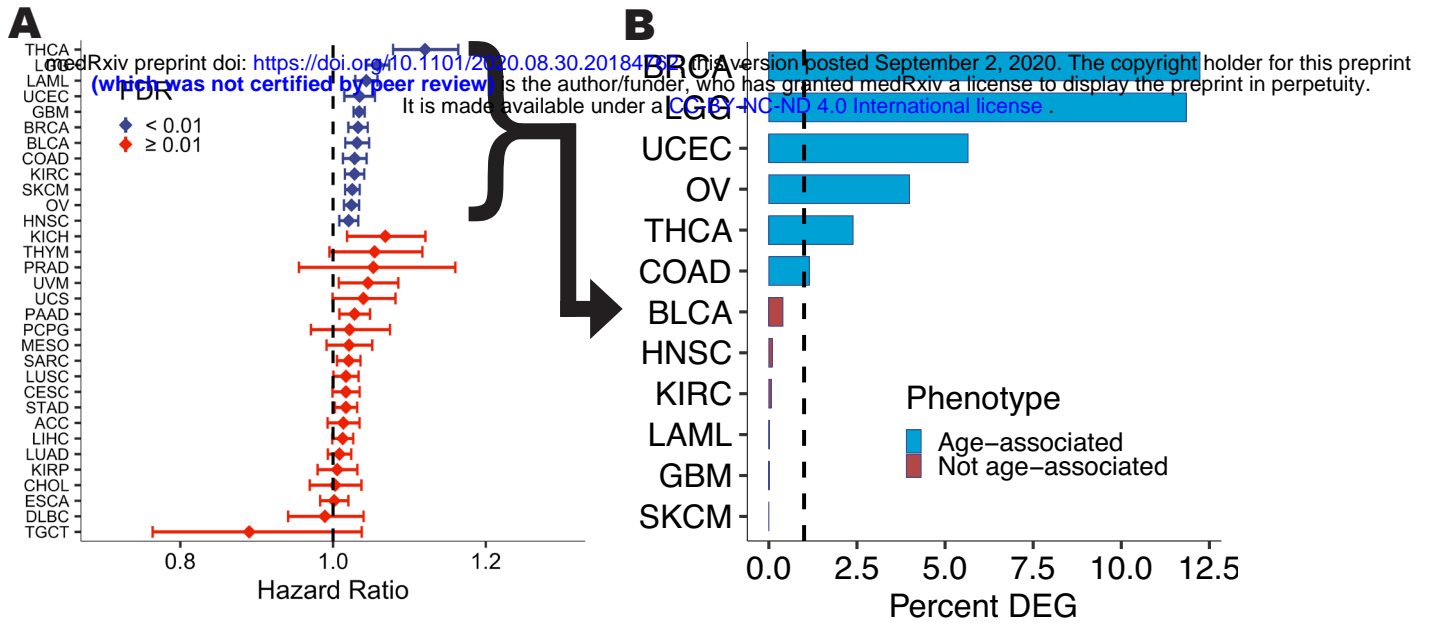 A
B
medRxiv preprint doi: https://doi.org/10.1101/2020.08.30.20184762; this version posted September 2, 2020. The copyright holder for this preprint
(which was not certified by peer review) is the author/funder, who has granted medRxiv a license to display the preprint in perpetuity.
It is made available under a CC-BY-NC-ND 4.0 International license .
THCA
LGG
LAML
UCEC
GBM
BRCA
BLCA
COAD
KIRC
SKCM
OV
HNSC
KICH
THYM
PRAD
UVM
UCS
PAAD
PCPG
MESO
SARC
LUSC
CESC
STAD
ACC
LIHC
LUAD
KIRP
CHOL
ESCA
DLBC
TGCT
FDR
< 0.01
≥ 0.01
0.8 1.0 1.2
Hazard Ratio
BRCA
LGG
UCEC
OV
THCA
COAD
BLCA
HNSC
KIRC
LAML
GBM
SKCM
Phenotype
Age−associated
Not age−associated
0.0 2.5 5.0 7.5 10.0 12.5
Percent DEG